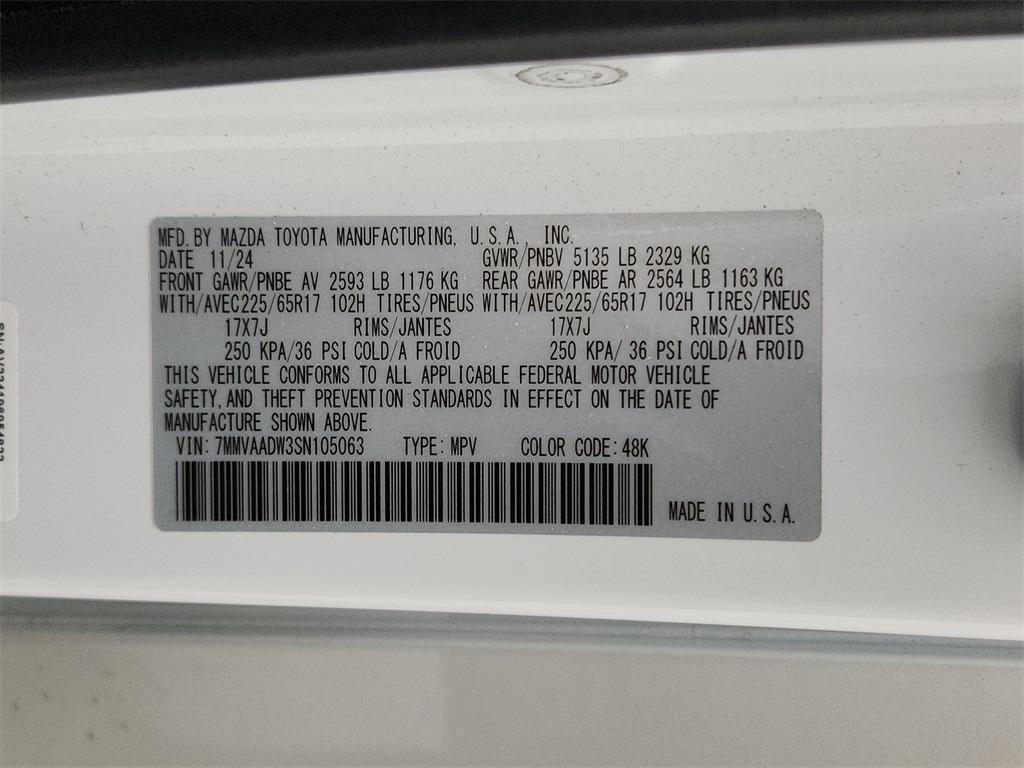 MFD. BY MAZDA TOYOTA MANUFACTURING, U.S.A., INC.
DATE 11/24 GVWR/PNBV 5135 LB 2329 KG
FRONT GAWR/PNBE AV 2593 LB 1176 KG REAR GAWR/PNBE AR 2564 LB 1163 KG
WITH/AVEC225/65R17 102H TIRES/PNEUS WITH/AVEC225/65R17 102H TIRES/PNEUS
17X7J RIMS/JANTES 17X7J RIMS/JANTES
250 KPA/36 PSI COLD/A FROID 250 KPA/ 36 PSI COLD/A FROID
THIS VEHICLE CONFORMS TO ALL APPLICABLE FEDERAL MOTOR VEHICLE
SAFETY, AND THEFT PREVENTION STANDARDS IN EFFECT ON THE DATE OF
MANUFACTURE SHOWN ABOVE.
VIN: 7MMVAADW3SN105063 TYPE: MPV COLOR CODE: 48K
MADE IN U.S.A.